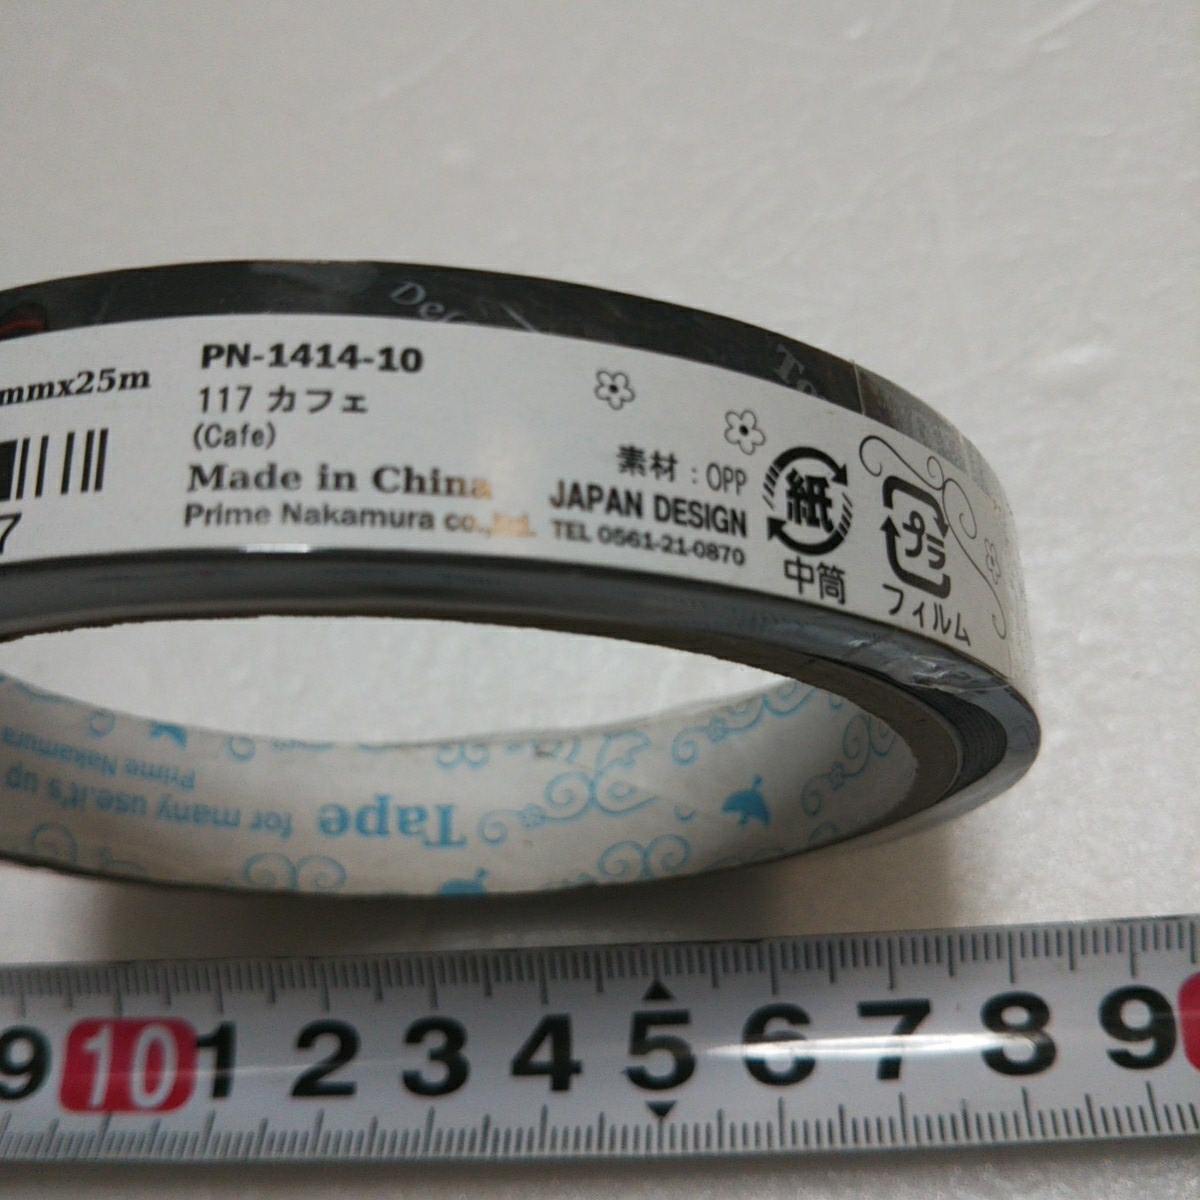 mmx25m
7
PN-1414-10
117 カフェ
(Cafe)
Made in China
Prime Nakamura co.,Ltd.
素材：OPP
JAPAN DESIGN
TEL 0561-21-0870
紙
中筒
プラ
フィルム
Prime Nakamura
Tape for many use.it's up
9 10 1 2 3 4 5 6 7 8 9